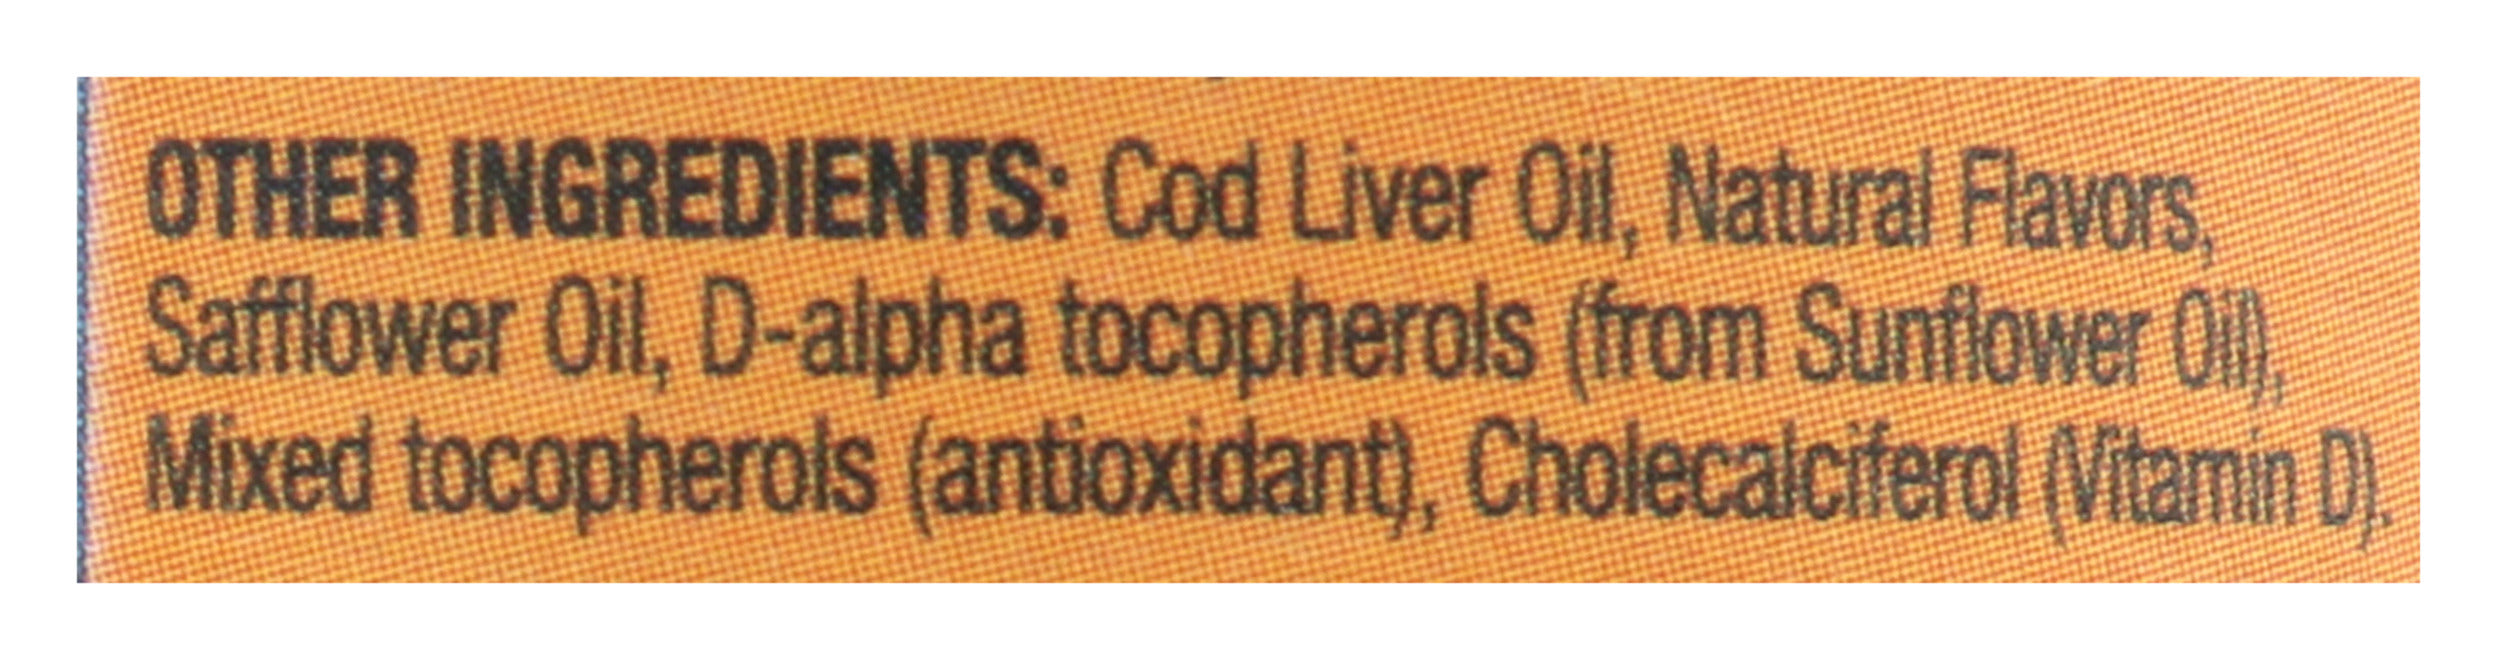 OTHER INGREDIENTS: Cod Liver Oil, Natural Flavors,
Safflower Oil, D-alpha tocopherols (from Sunflower Oil),
Mixed tocopherols (antioxidant), Cholecalciferol (Vitamin D).